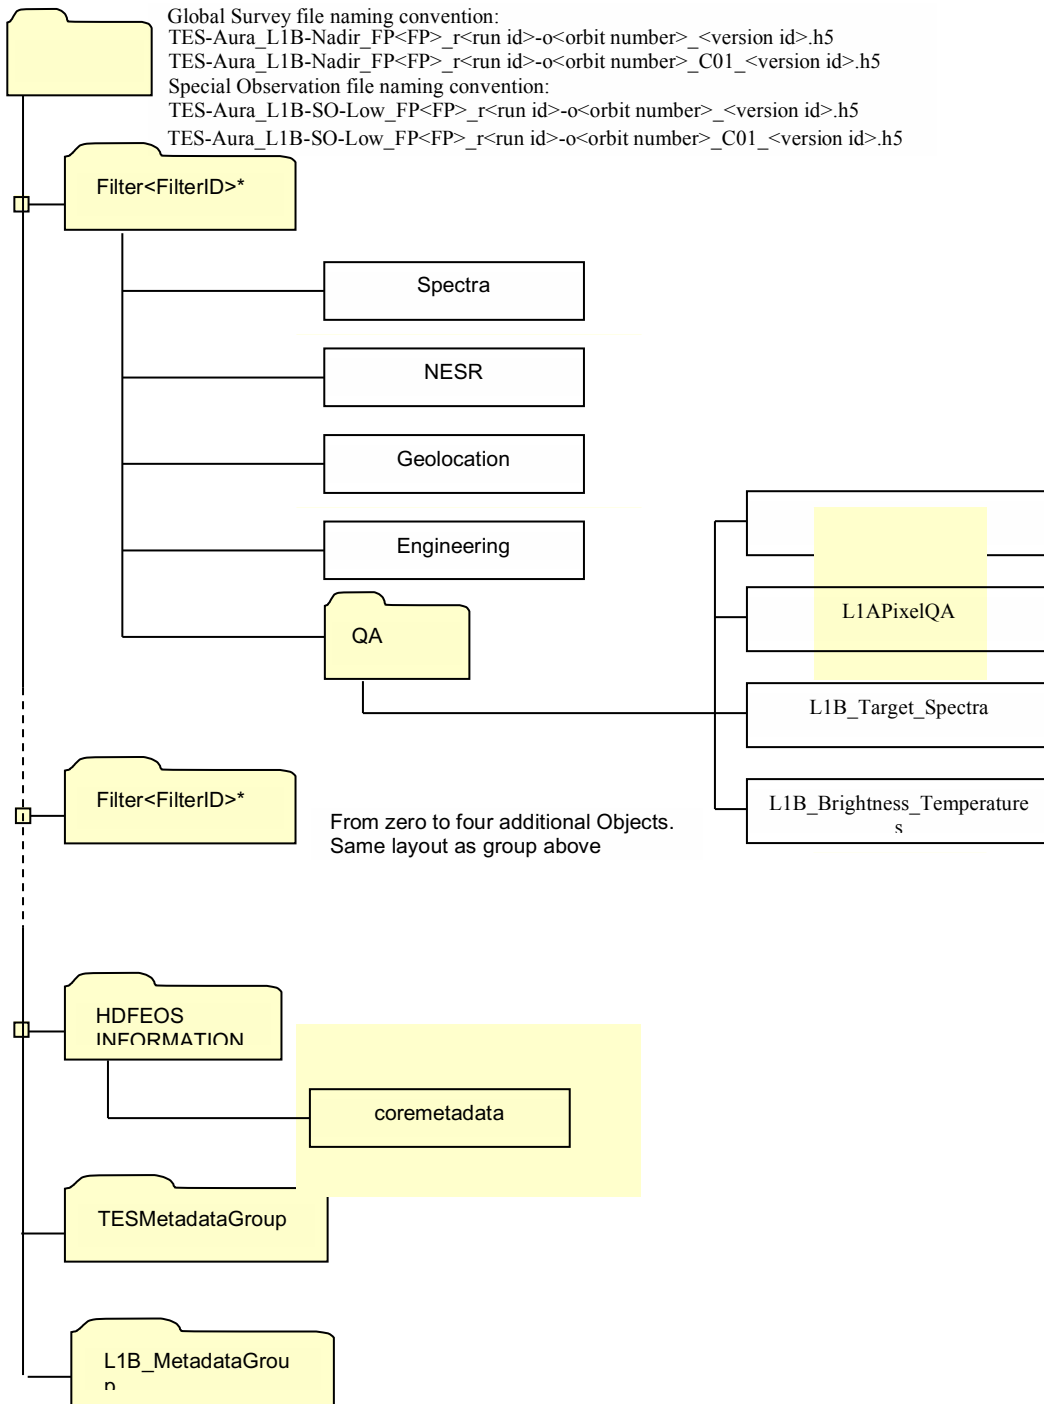 Global Survey file naming convention:
TES-Aura_L1B-Nadir_FP<FP>_r<run id>-o<orbit number>_<version id>.h5
TES-Aura_L1B-Nadir_FP<FP>_r<run id>-o<orbit number>_C01_<version id>.h5
Special Observation file naming convention:
TES-Aura_L1B-SO-Low_FP<FP>_r<run id>-o<orbit number>_<version id>.h5
TES-Aura_L1B-SO-Low_FP<FP>_r<run id>-o<orbit number>_C01_<version id>.h5
Filter<FilterID>*
Spectra
NESR
Geolocation
Engineering
QA
L1APixelQA
L1B_Target_Spectra
L1B_Brightness_Temperature
s
Filter<FilterID>*
From zero to four additional Objects.
Same layout as group above
HDFEOS
INFORMATION
coremetadata
TESMetadataGroup
L1B_MetadataGrou
p